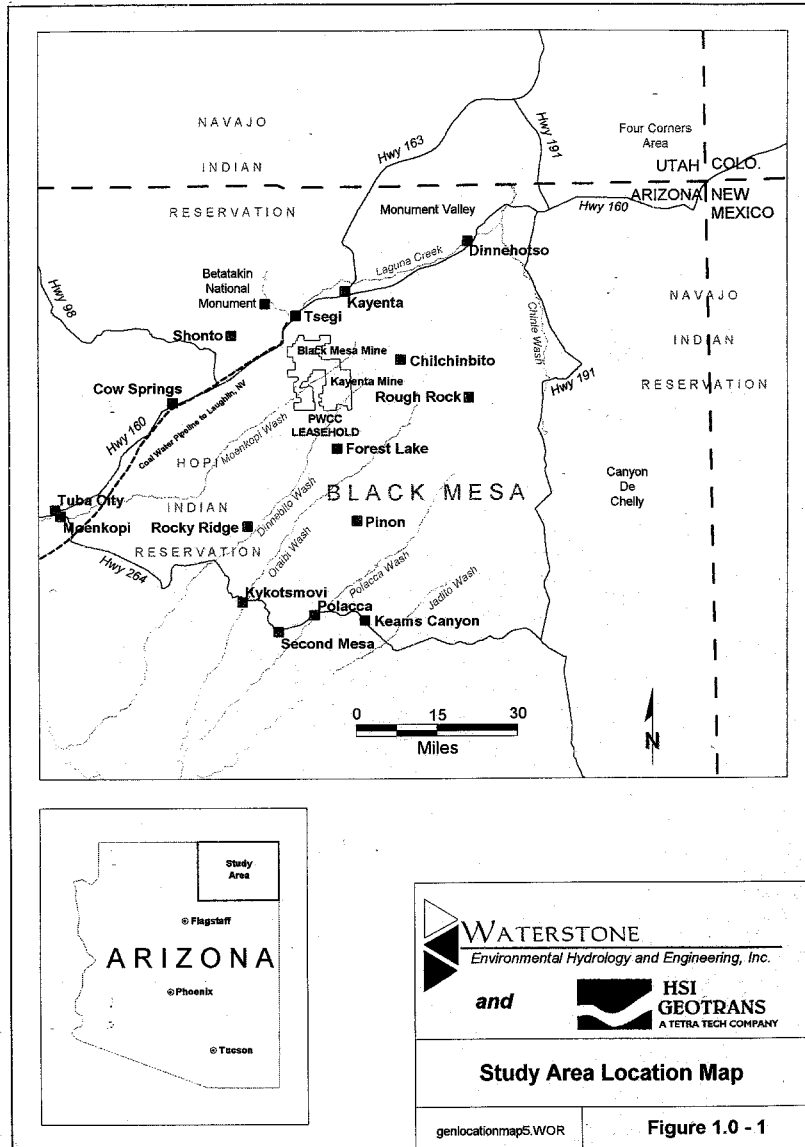 NAVAJO
INDIAN
RESERVATION
Hwy 163
Hwy 191
Four Corners
Area
UTAH
COLO.
ARIZONA
NEW
MEXICO
Monument Valley
Hwy 160
Laguna Creek
Dinnehotso
Betatakin
National
Monument
Kayenta
Tsegi
Hwy 98
Shonto
Chinle Wash
NAVAJO
INDIAN
RESERVATION
Black Mesa Mine
Chilchinbito
Kayenta Mine
Cow Springs
Rough Rock
Hwy 191
PWCC
LEASEHOLD
Coal Water Pipeline to Laughlin, NV
Hwy 160
Moenkopi Wash
Forest Lake
HOPI
INDIAN
RESERVATION
Canyon
De
Chelly
BLACK MESA
Tuba City
Moenkopi
Dinnebito Wash
Rocky Ridge
Pinon
Oraibi Wash
Hwy 264
Polacca Wash
Jadito Wash
Kykotsmovi
Polacca
Keams Canyon
Second Mesa
0 15 30
Miles
N
Study
Area
Flagstaff
ARIZONA
Phoenix
Tucson
WATERSTONE
Environmental Hydrology and Engineering, Inc.
and
HSI
GEOTRANS
A TETRA TECH COMPANY
Study Area Location Map
genlocationmap5.WOR
Figure 1.0 - 1